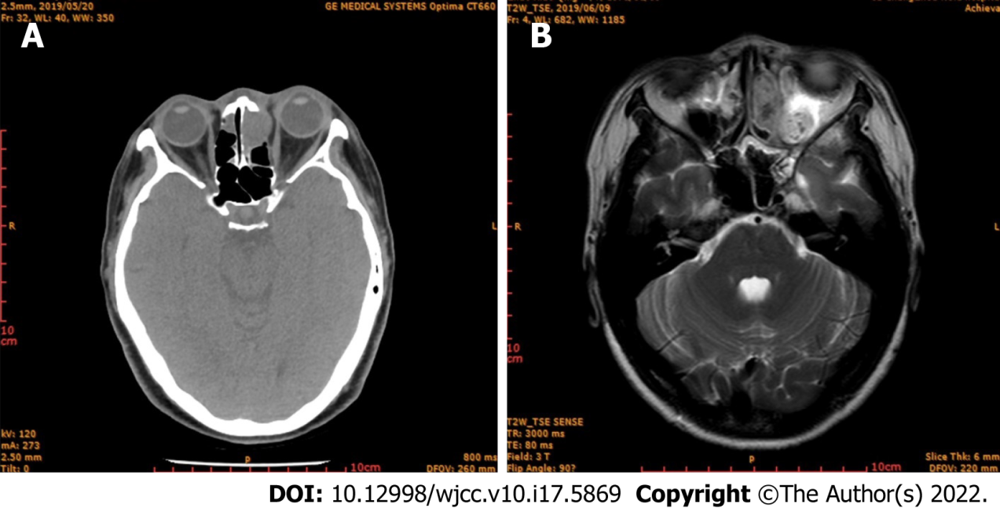 2.5mm, 2019/05/20
GE MEDICAL SYSTEMS Optima CT660
Fr: 32, WL: 40, WW: 350
A
R
L
10
cm
kV: 120
mA: 273
2.50 mm
Tilt: 0
P
10cm
800 ms
DFOV: 260 mm
T2W_TSE, 2019/06/09
Achieva
Fr: 4, WL: 682, WW: 1185
B
R
L
10
cm
T2W_TSE SENSE
TR: 3000 ms
TE: 80 ms
Field: 3 T
Flip Angle: 90?
P
10cm
Slice Thk: 6 mm
DFOV: 220 mm
DOI: 10.12998/wjcc.v10.i17.5869 Copyright ©The Author(s) 2022.